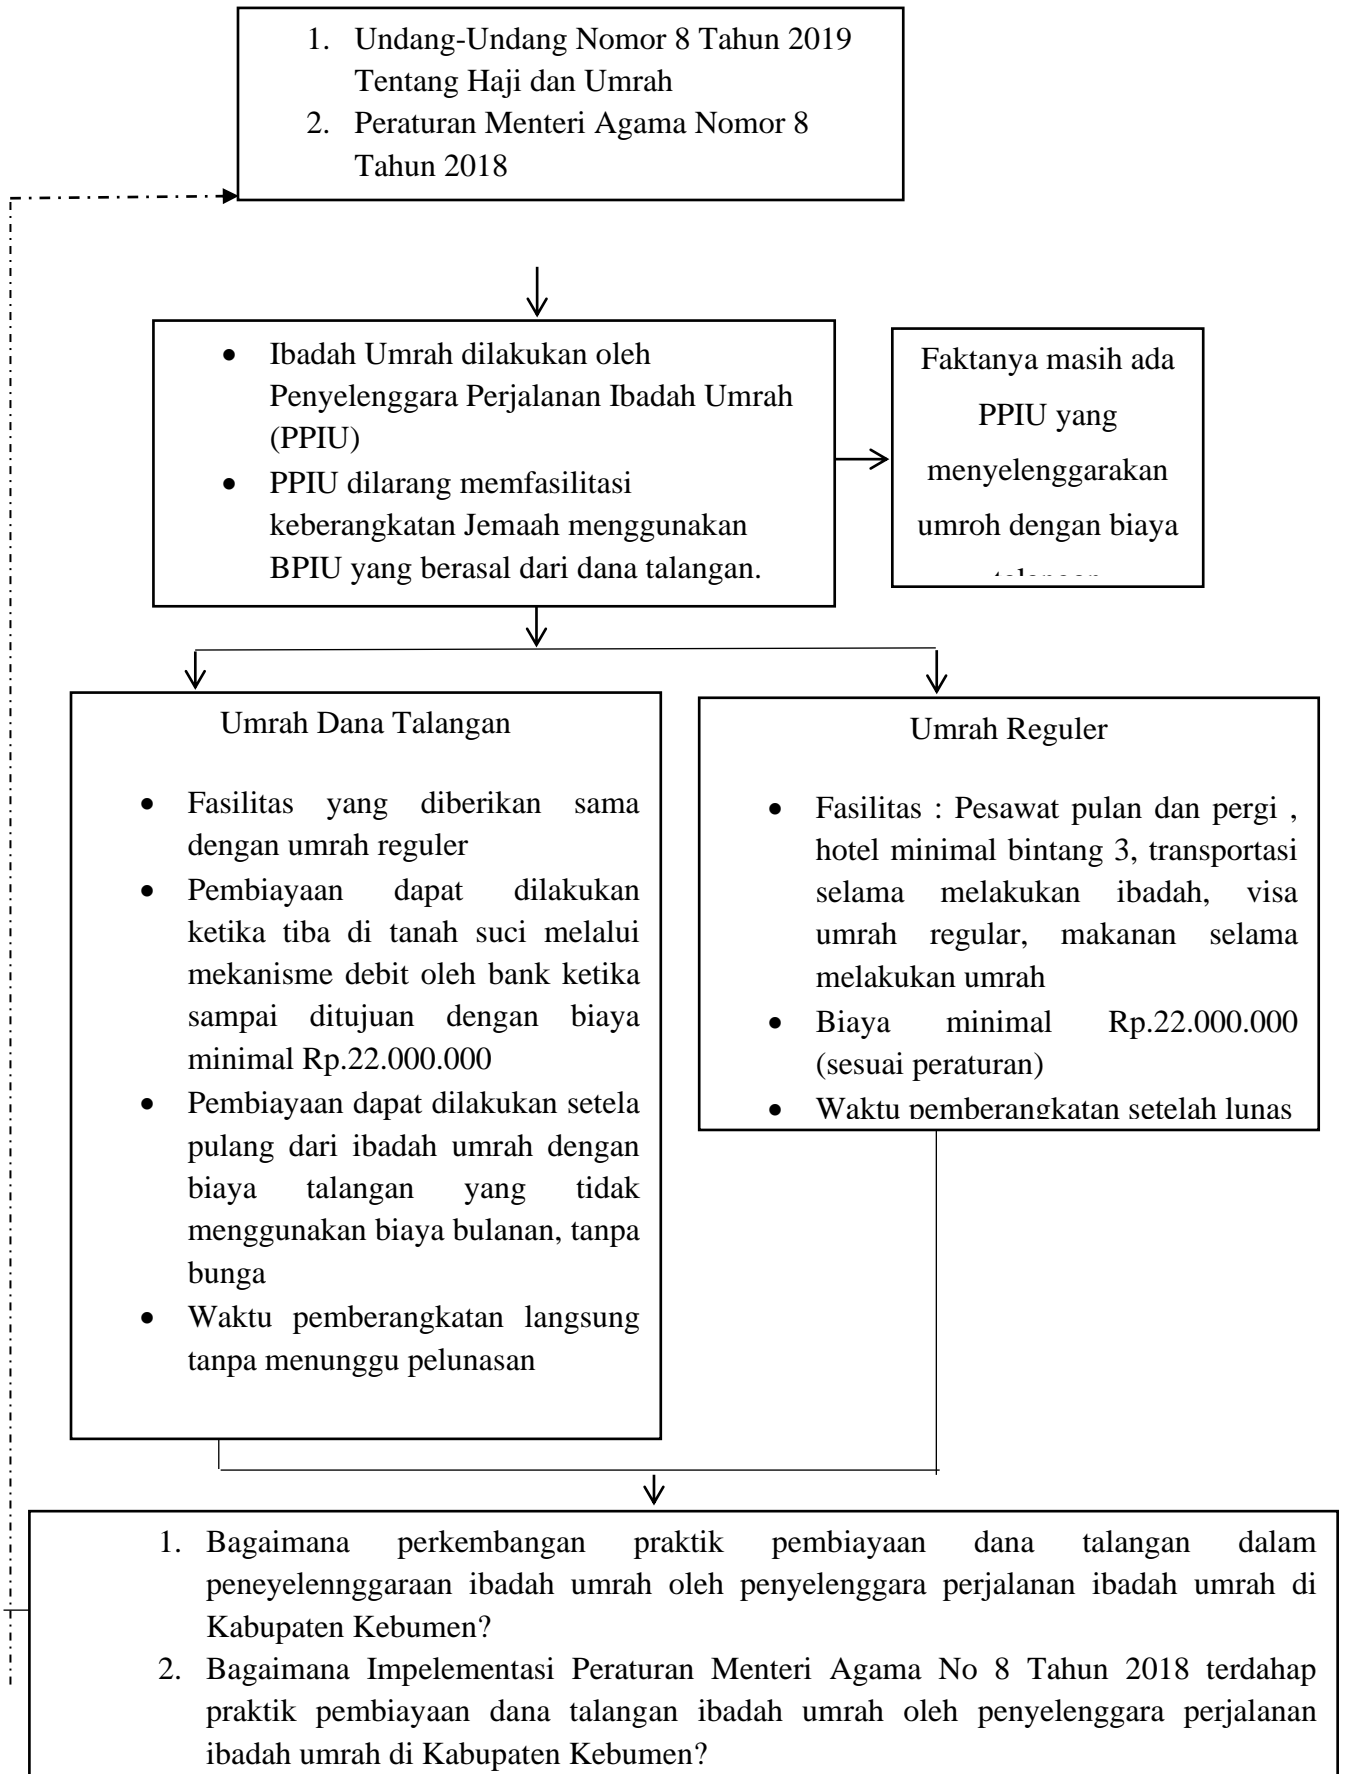 1. Undang-Undang Nomor 8 Tahun 2019
Tentang Haji dan Umrah
2. Peraturan Menteri Agama Nomor 8
Tahun 2018
• Ibadah Umrah dilakukan oleh
Penyelenggara Perjalanan Ibadah Umrah
(PPIU)
• PPIU dilarang memfasilitasi
keberangkatan Jemaah menggunakan
BPIU yang berasal dari dana talangan.
Faktanya masih ada
PPIU yang
menyelenggarakan
umroh dengan biaya
Umrah Dana Talangan
• Fasilitas yang diberikan sama
dengan umrah reguler
• Pembiayaan dapat dilakukan
ketika tiba di tanah suci melalui
mekanisme debit oleh bank ketika
sampai ditujuan dengan biaya
minimal Rp.22.000.000
• Pembiayaan dapat dilakukan setela
pulang dari ibadah umrah dengan
biaya talangan yang tidak
menggunakan biaya bulanan, tanpa
bunga
• Waktu pemberangkatan langsung
tanpa menunggu pelunasan
Umrah Reguler
• Fasilitas : Pesawat pulan dan pergi ,
hotel minimal bintang 3, transportasi
selama melakukan ibadah, visa
umrah regular, makanan selama
melakukan umrah
• Biaya minimal Rp.22.000.000
(sesuai peraturan)
• Waktu pemberangkatan setelah lunas
1. Bagaimana perkembangan praktik pembiayaan dana talangan dalam
peneyelennggaraan ibadah umrah oleh penyelenggara perjalanan ibadah umrah di
Kabupaten Kebumen?
2. Bagaimana Impelementasi Peraturan Menteri Agama No 8 Tahun 2018 terdahap
praktik pembiayaan dana talangan ibadah umrah oleh penyelenggara perjalanan
ibadah umrah di Kabupaten Kebumen?